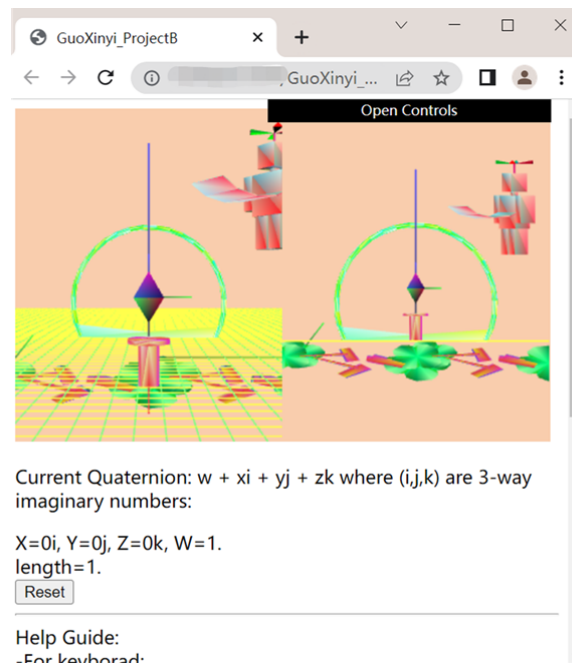 GuoXinyi_ProjectB
GuoXinyi_...
Open Controls
Current Quaternion: w + xi + yj + zk where (i,j,k) are 3-way
imaginary numbers:
X=0i, Y=0j, Z=0k, W=1.
length=1.
Reset
Help Guide:
-For keyborad: